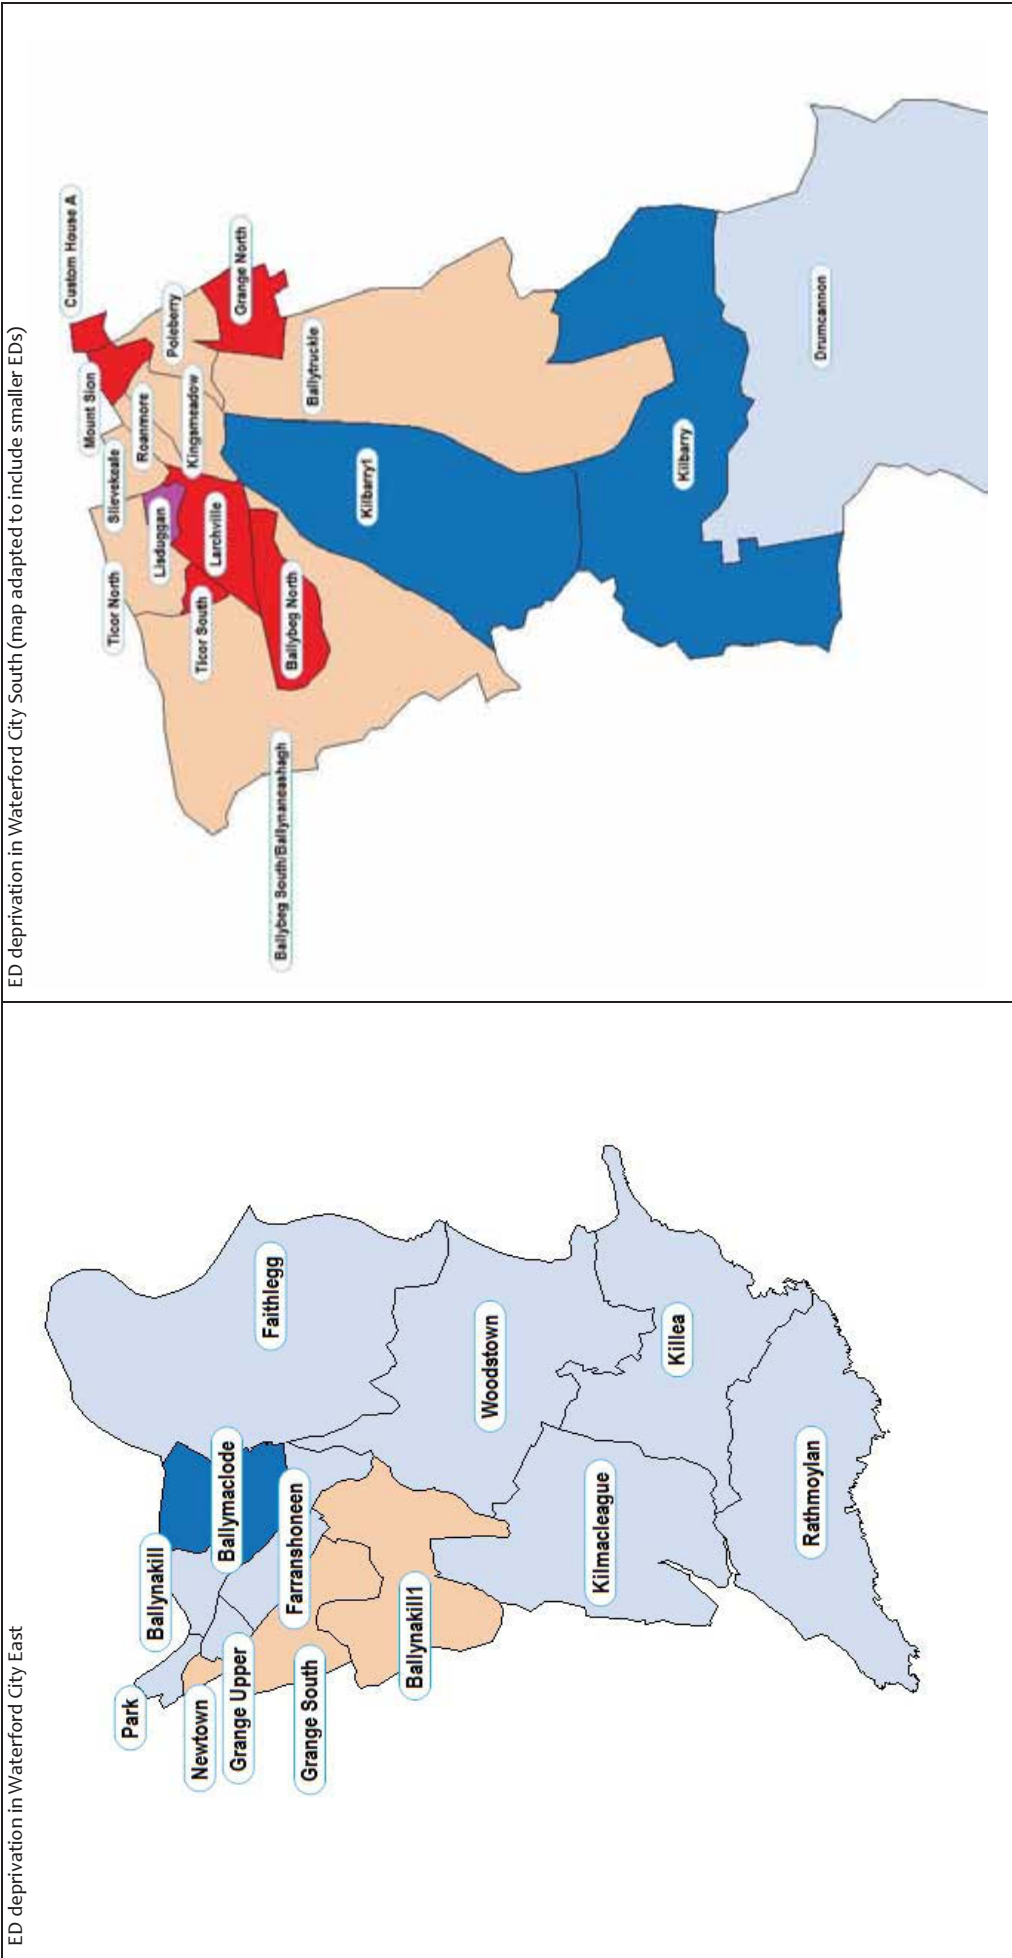 ED deprivation in Waterford City East
Park
Ballynakill
Newtown
Ballymaclode
Grange Upper
Faithlegg
Farranshoneen
Grange South
Ballynakill1
Woodstown
Kilmacleague
Killea
Rathmoylan
ED deprivation in Waterford City South (map adapted to include smaller EDs)
Custom House A
Mount Sion
Slievekeale
Ticor North
Roanmore
Poleberry
Lisduggan
Kingsmeadow
Ticor South
Larchville
Grange North
Ballybeg South/Ballynaneashagh
Ballybeg North
Ballytruckle
Kilbarry1
Kilbarry
Drumcannon